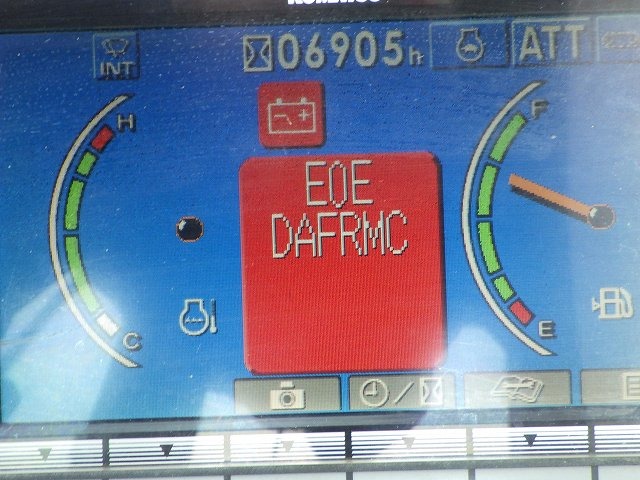 INT
06905h
ATT
H
F
E0E
DAFRMC
C
E